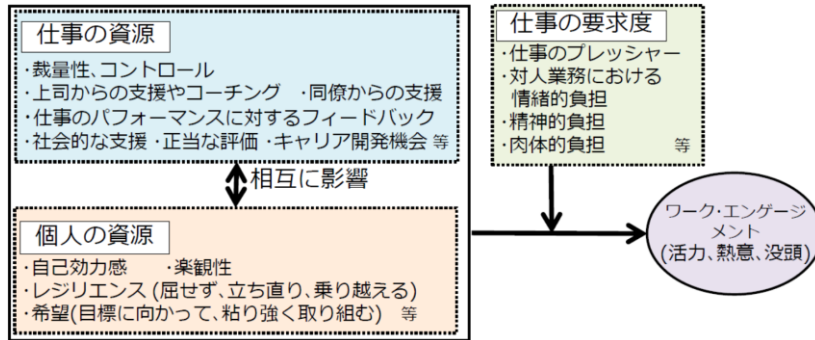 仕事の資源
・裁量性、コントロール
・上司からの支援やコーチング ・同僚からの支援
・仕事のパフォーマンスに対するフィードバック
・社会的な支援 ・正当な評価 ・キャリア開発機会 等
相互に影響
個人の資源
・自己効力感 ・楽観性
・レジリエンス (屈せず、立ち直り、乗り越える)
・希望(目標に向かって、粘り強く取り組む) 等
仕事の要求度
・仕事のプレッシャー
・対人業務における
情緒的負担
・精神的負担
・肉体的負担 等
ワーク・エンゲージ
メント
(活力、熱意、没頭)